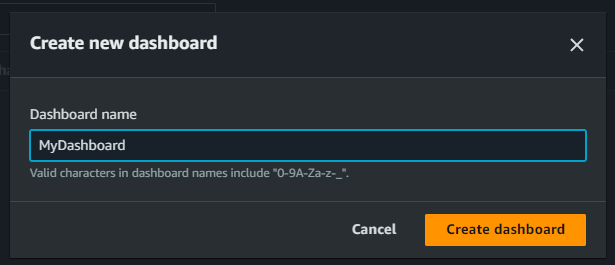 Create new dashboard
Dashboard name
MyDashboard
Valid characters in dashboard names include "0-9A-Za-z-_".
Cancel
Create dashboard